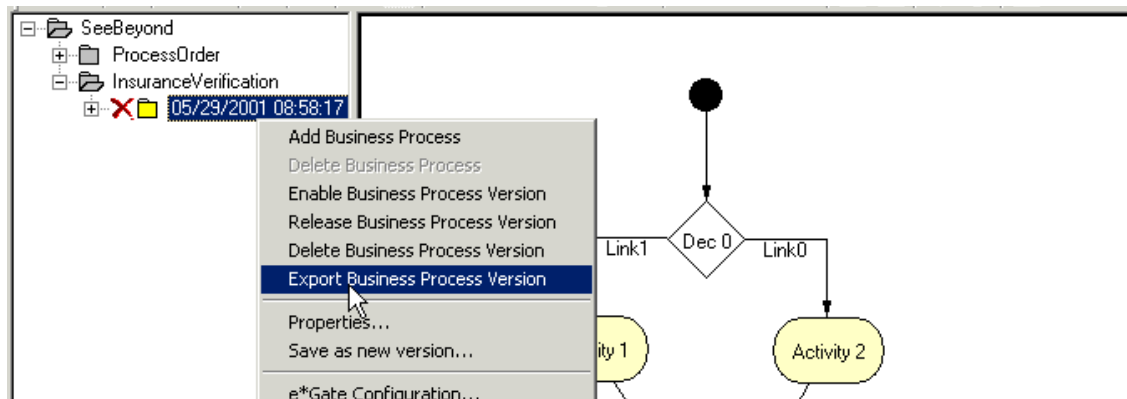 SeeBeyond
ProcessOrder
InsuranceVerification
05/29/2001 08:58:17
Add Business Process
Delete Business Process
Enable Business Process Version
Release Business Process Version
Delete Business Process Version
Export Business Process Version
Properties...
Save as new version...
e*Gate Configuration...
Link1
Dec 0
Link0
ity 1
Activity 2